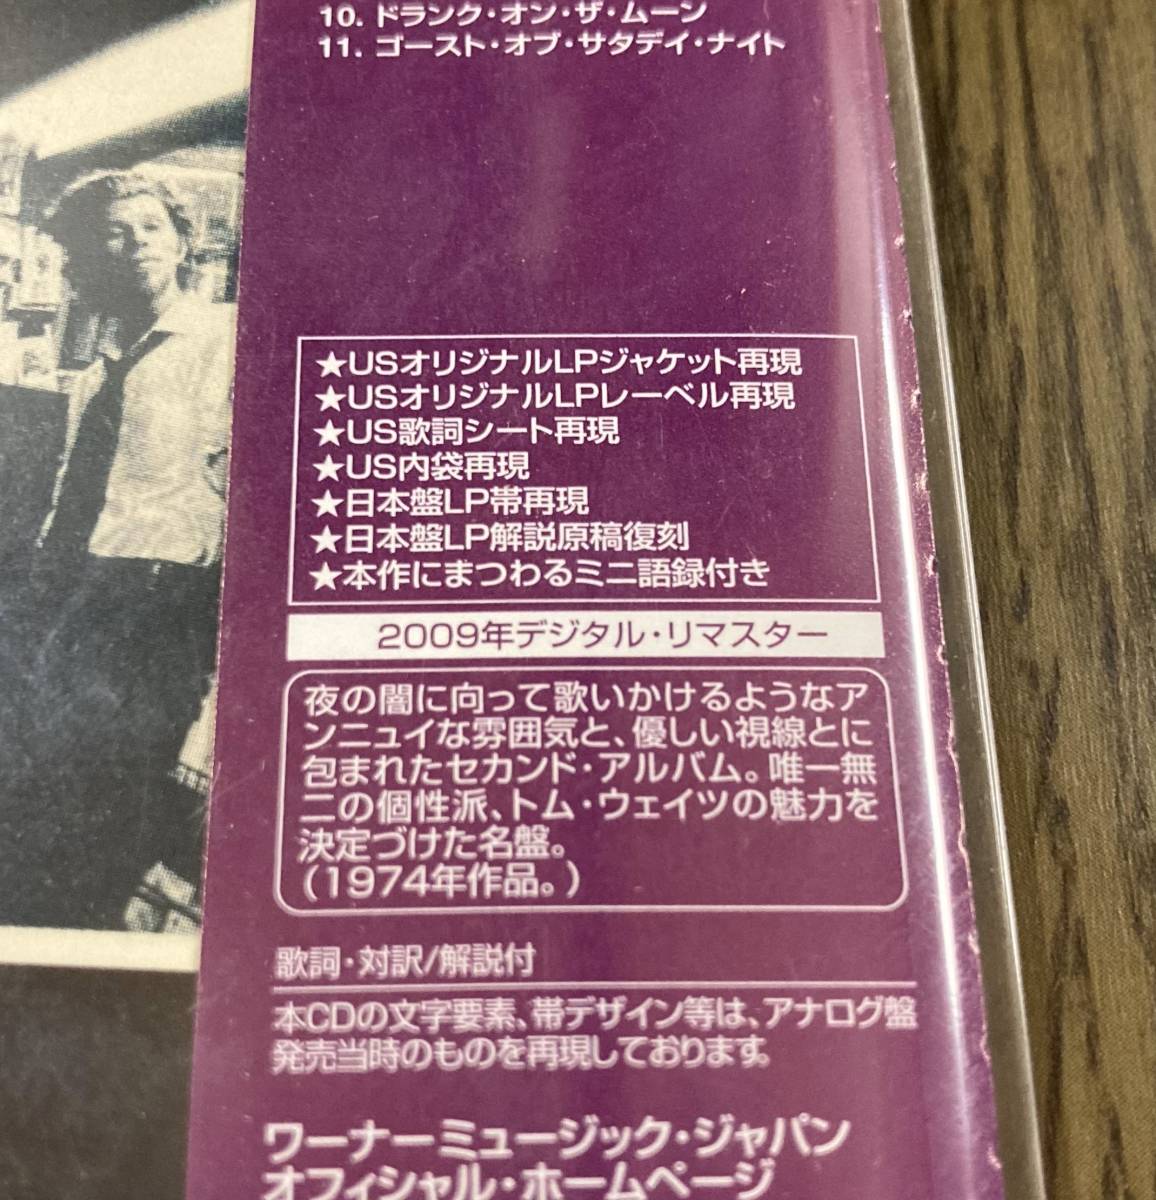 10. ドランク・オン・ザ・ムーン
11. ゴースト・オブ・サタデイ・ナイト
★USオリジナルLPジャケット再現
★USオリジナルLPレーベル再現
★US歌詞シート再現
★US内袋再現
★日本盤LP帯再現
★日本盤LP解説原稿復刻
★本作にまつわるミニ語録付き
2009年デジタル・リマスター
夜の闇に向って歌いかけるようなア
ンニュイな雰囲気と、優しい視線とに
包まれたセカンド・アルバム。唯一無
二の個性派、トム・ウェイツの魅力を
決定づけた名盤。
(1974年作品。)
歌詞・対訳/解説付
本CDの文字要素、帯デザイン等は、アナログ盤
発売当時のものを再現しております。
ワーナーミュージック・ジャパン
オフィシャル・ホームページ